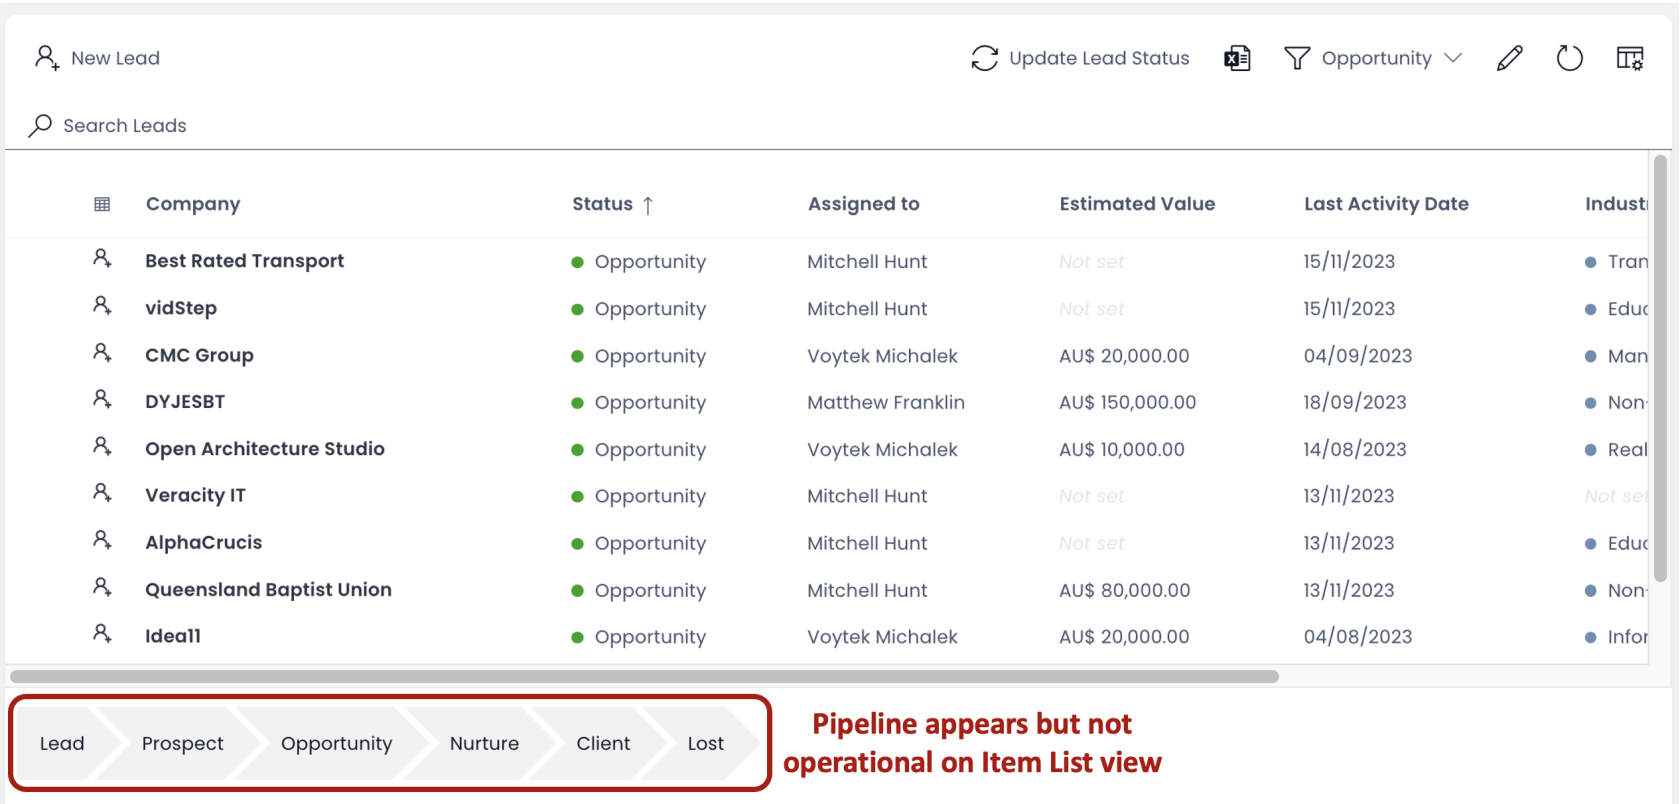 New Lead
Update Lead Status
Opportunity
Search Leads
Company Status ↑ Assigned to Estimated Value Last Activity Date Industr
Best Rated Transport Opportunity Mitchell Hunt Not set 15/11/2023 Tran
vidStep Opportunity Mitchell Hunt Not set 15/11/2023 Educ
CMC Group Opportunity Voytek Michalek AU$ 20,000.00 04/09/2023 Man
DYJESBT Opportunity Matthew Franklin AU$ 150,000.00 18/09/2023 Non-
Open Architecture Studio Opportunity Voytek Michalek AU$ 10,000.00 14/08/2023 Real
Veracity IT Opportunity Mitchell Hunt Not set 13/11/2023 Not set
AlphaCrucis Opportunity Mitchell Hunt Not set 13/11/2023 Educ
Queensland Baptist Union Opportunity Mitchell Hunt AU$ 80,000.00 13/11/2023 Non-
Idea11 Opportunity Voytek Michalek AU$ 20,000.00 04/08/2023 Infor
Lead Prospect Opportunity Nurture Client Lost
Pipeline appears but not
operational on Item List view